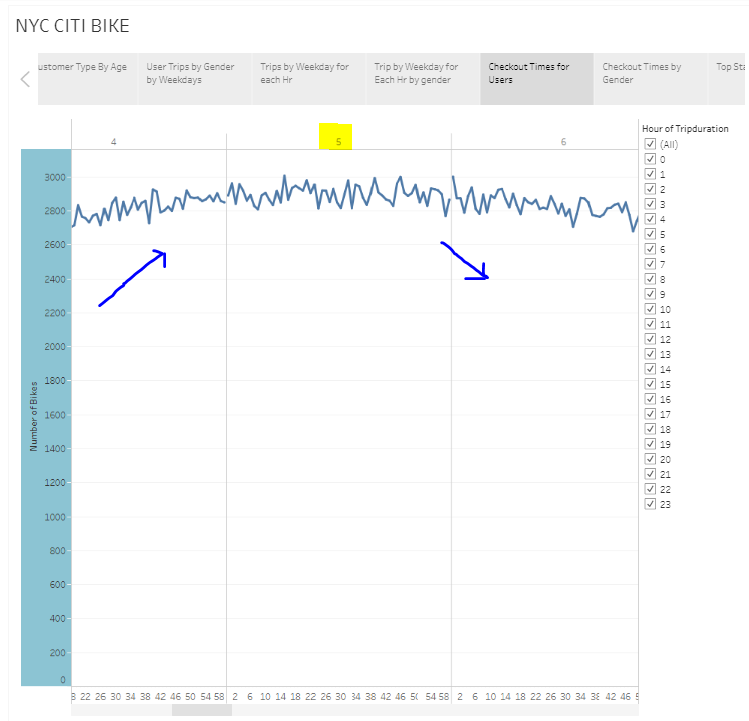 NYC CITI BIKE
ustomer Type By Age
User Trips by Gender
by Weekdays
Trips by Weekday for
each Hr
Trip by Weekday for
Each Hr by gender
Checkout Times for
Users
Checkout Times by
Gender
Top Sta
4
5
6
Hour of Tripduration
(All)
0
1
2
3
4
5
6
7
8
9
10
11
12
13
14
15
16
17
18
19
20
21
22
23
Number of Bikes
3000
2800
2600
2400
2200
2000
1800
1600
1400
1200
1000
800
600
400
200
0
8 22 26 30 34 38 42 46 50 54 58 2 6 10 14 18 22 26 30 34 38 42 46 50 54 58 2 6 10 14 18 22 26 30 34 38 42 46 5